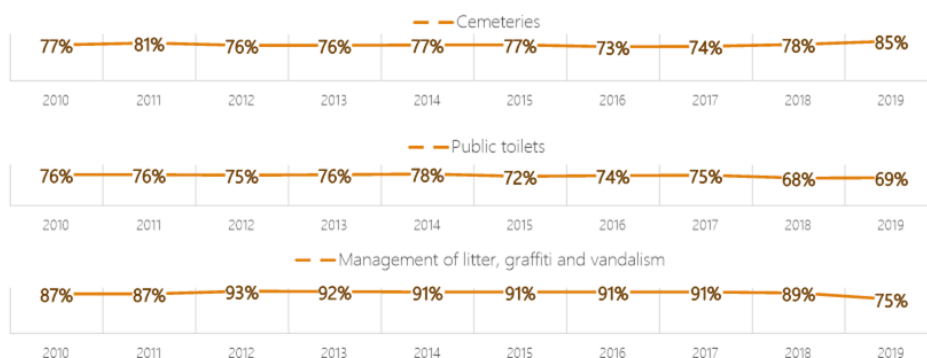 Cemeteries
77% 81% 76% 76% 77% 77% 73% 74% 78% 85%
2010 2011 2012 2013 2014 2015 2016 2017 2018 2019
Public toilets
76% 76% 75% 76% 78% 72% 74% 75% 68% 69%
2010 2011 2012 2013 2014 2015 2016 2017 2018 2019
Management of litter, graffiti and vandalism
87% 87% 93% 92% 91% 91% 91% 91% 89% 75%
2010 2011 2012 2013 2014 2015 2016 2017 2018 2019